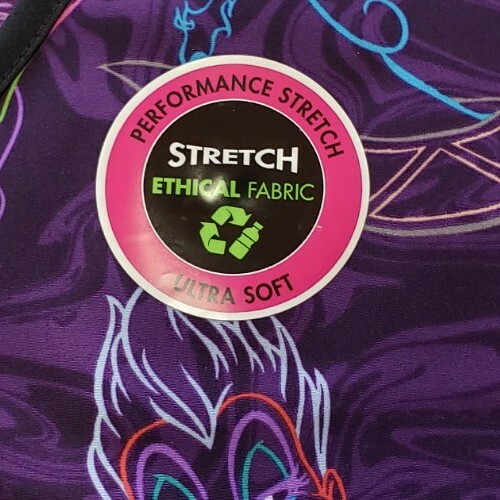 PERFORMANCE STRETCH
STRETCH
ETHICAL FABRIC
ULTRA SOFT